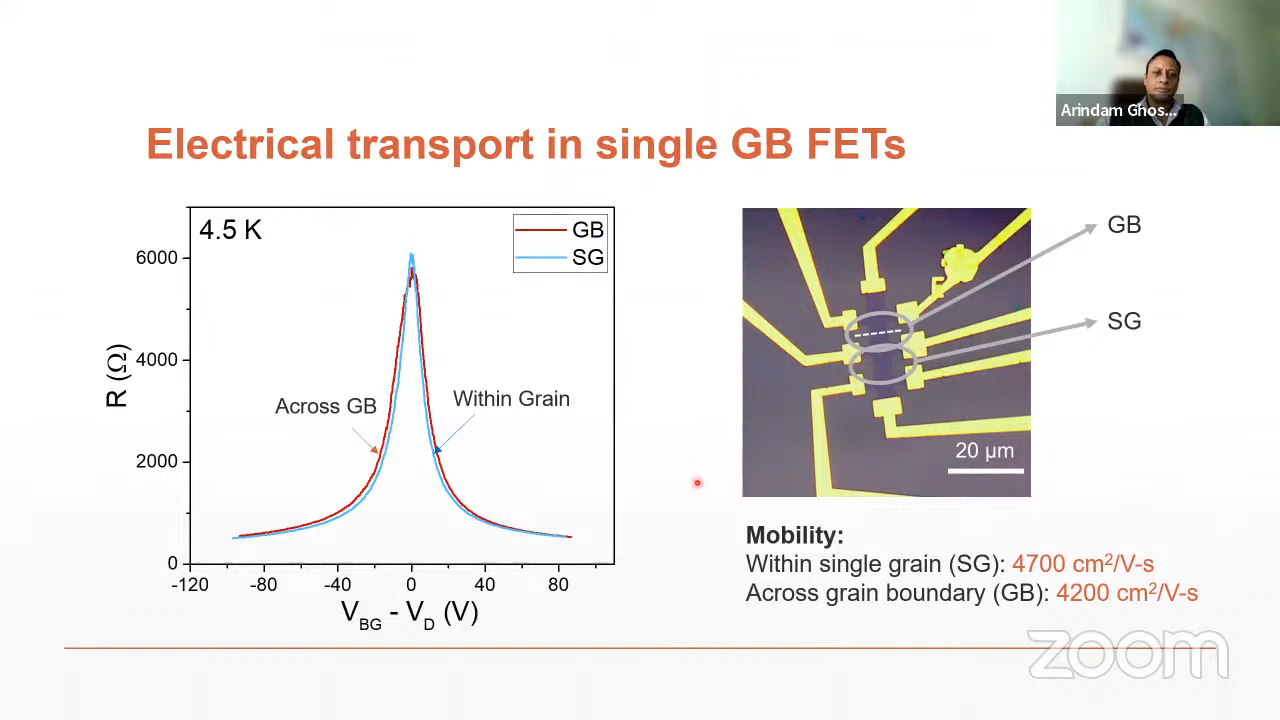 Arindam Ghos...
Electrical transport in single GB FETs
4.5 K
GB
SG
6000
4000
2000
0
R (Ω)
Across GB
Within Grain
-120
-80
-40
0
40
80
V_BG - V_D (V)
GB
SG
20 µm
Mobility:
Within single grain (SG): 4700 cm²/V-s
Across grain boundary (GB): 4200 cm²/V-s
zoom